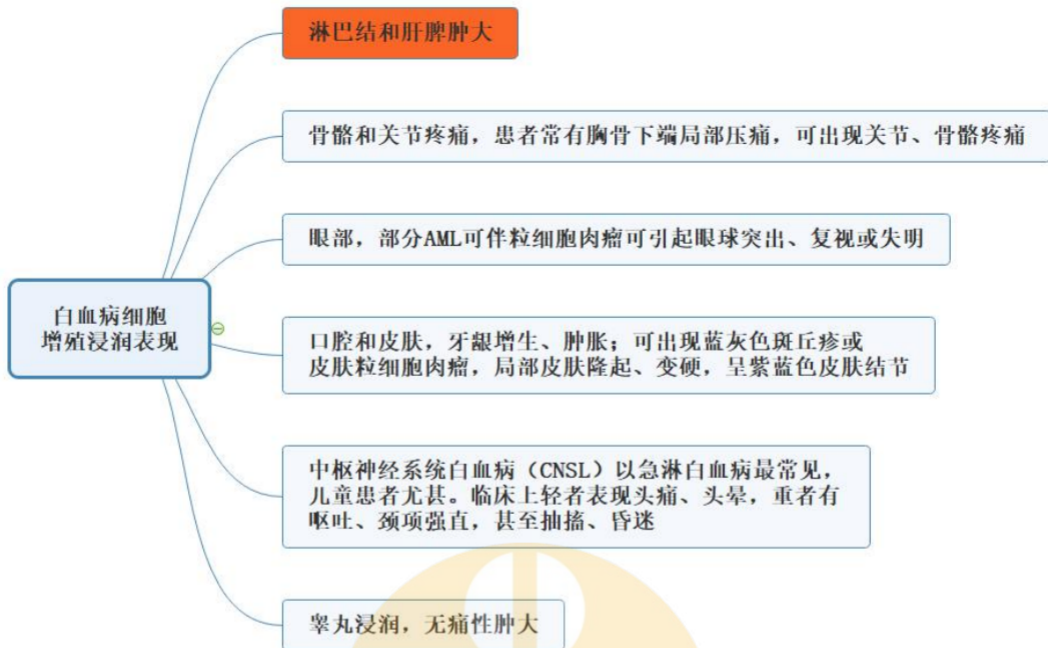 淋巴结和肝脾肿大
骨骼和关节疼痛，患者常有胸骨下端局部压痛，可出现关节、骨骼疼痛
眼部，部分AML可伴粒细胞肉瘤可引起眼球突出、复视或失明
白血病细胞
增殖浸润表现
口腔和皮肤，牙龈增生、肿胀；可出现蓝灰色斑丘疹或
皮肤粒细胞肉瘤，局部皮肤隆起、变硬，呈紫蓝色皮肤结节
中枢神经系统白血病（CNSL）以急淋白血病最常见，
儿童患者尤甚。临床上轻者表现头痛、头晕，重者有
呕吐、颈项强直，甚至抽搐、昏迷
睾丸浸润，无痛性肿大